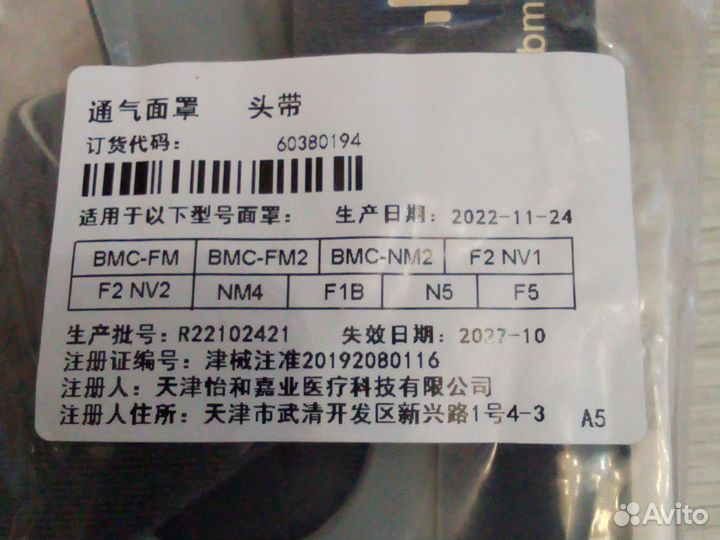 bm
通气面罩 头带
订货代码： 60380194
适用于以下型号面罩： 生产日期：2022-11-24
BMC-FM BMC-FM2 BMC-NM2 F2 NV1
F2 NV2 NM4 F1B N5 F5
生产批号：R22102421 失效日期：2027-10
注册证编号：津械注准20192080116
注册人：天津怡和嘉业医疗科技有限公司
注册人住所：天津市武清开发区新兴路1号4-3 A5
Avito